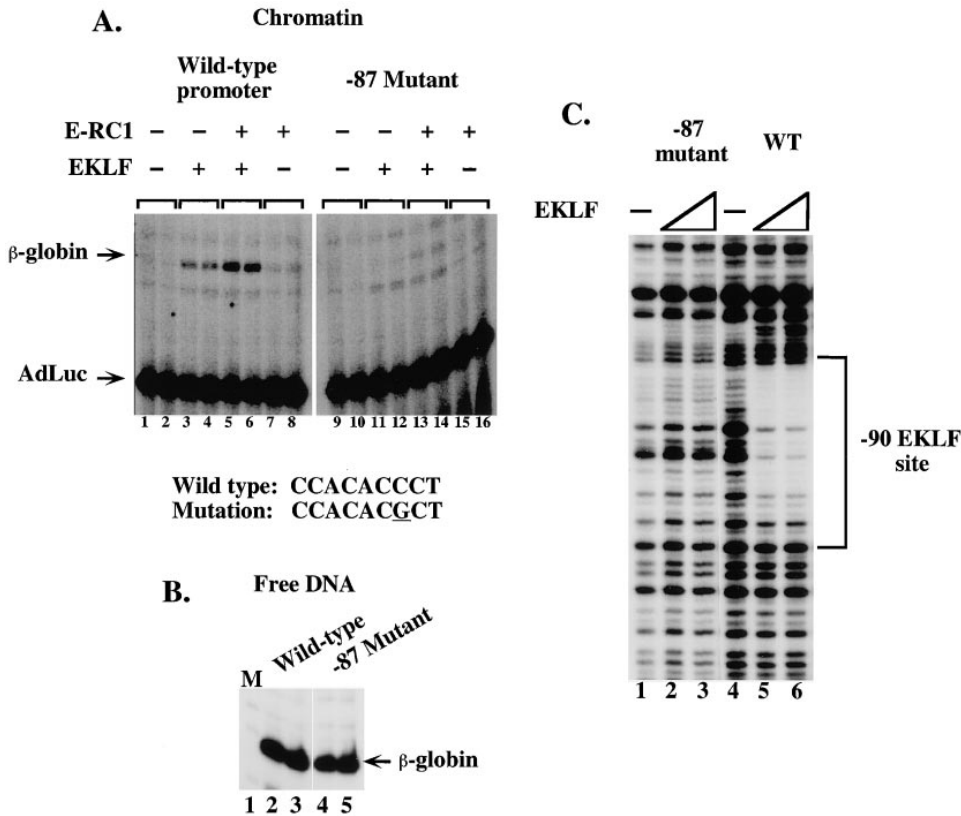 A.
Chromatin
Wild-type promoter
-87 Mutant
E-RC1 – – + + – – + +
EKLF – + + – – + + –
β-globin
AdLuc
1 2 3 4 5 6 7 8 9 10 11 12 13 14 15 16
Wild type: CCACACCCT
Mutation: CCACACGCT
B.
Free DNA
M Wild-type -87 Mutant
β-globin
1 2 3 4 5
C.
-87 mutant WT
EKLF – –
-90 EKLF site
1 2 3 4 5 6